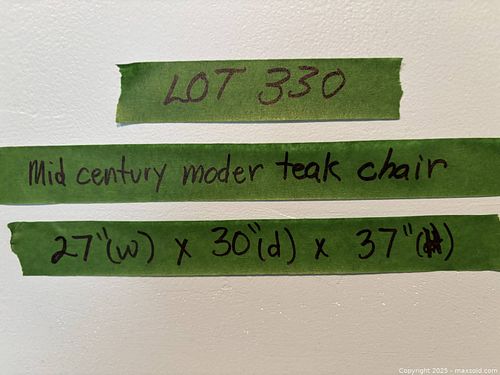 LOT 330
Mid century moder teak chair
27"(w) x 30"(d) x 37"(H)
Copyright 2025 - maxsold.com